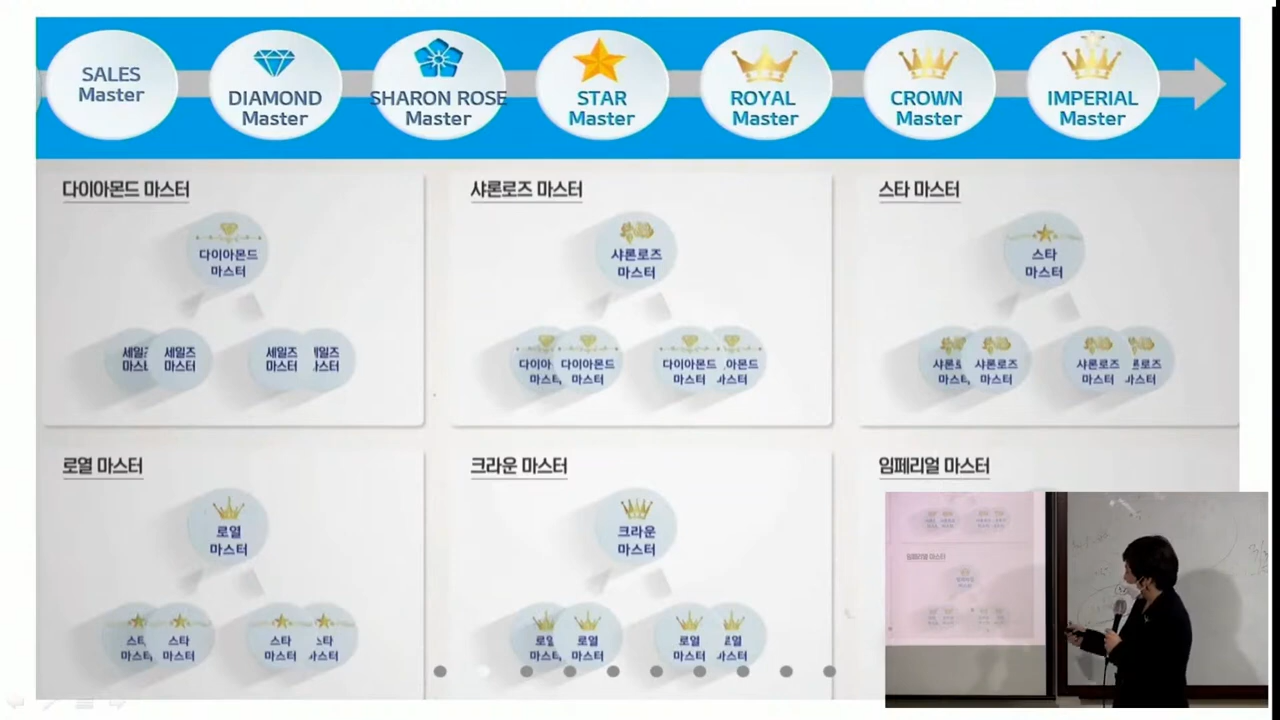 SALES
Master
DIAMOND
Master
SHARON ROSE
Master
STAR
Master
ROYAL
Master
CROWN
Master
IMPERIAL
Master
다이아몬드 마스터
다이아몬드
마스터
세일즈
마스터
세일즈
마스터
샤론로즈 마스터
샤론로즈
마스터
다이아몬드
마스터
다이아몬드
마스터
스타 마스터
스타
마스터
샤론로즈
마스터
샤론로즈
마스터
로열 마스터
로열
마스터
스타
마스터
스타
마스터
크라운 마스터
크라운
마스터
로열
마스터
로열
마스터
임페리얼 마스터
임페리얼 마스터